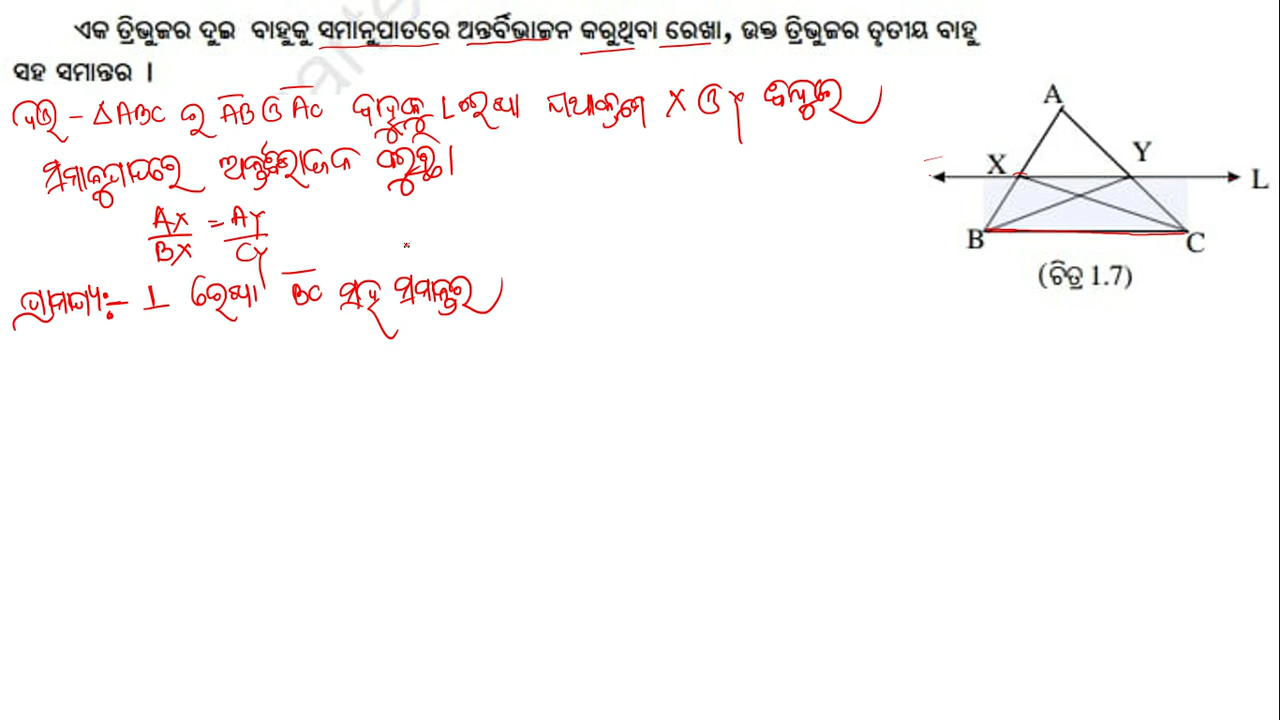 ଏକ ତ୍ରିଭୁଜର ଦୁଇ ବାହୁକୁ ସମାନୁପାତରେ ଅନ୍ତର୍ବିଭାଜନ କରୁଥିବା ରେଖା, ଉକ୍ତ ତ୍ରିଭୁଜର ତୃତୀୟ ବାହୁ
ସହ ସମାନ୍ତର ।
ଦତ୍ତ - Δ ABC ର AB ଓ AC ବାହୁକୁ L ରେଖା ଯଥାକ୍ରମେ X ଓ Y ବିନ୍ଦୁରେ
ସମାନୁପାତରେ ଅନ୍ତର୍ବିଭାଜନ କରୁଛି ।
AX/BX = AY/CY
ପ୍ରାମାଣ୍ୟ :- L ରେଖା BC ସହ ସମାନ୍ତର
A
X
Y
L
B
C
(ଚିତ୍ର 1.7)